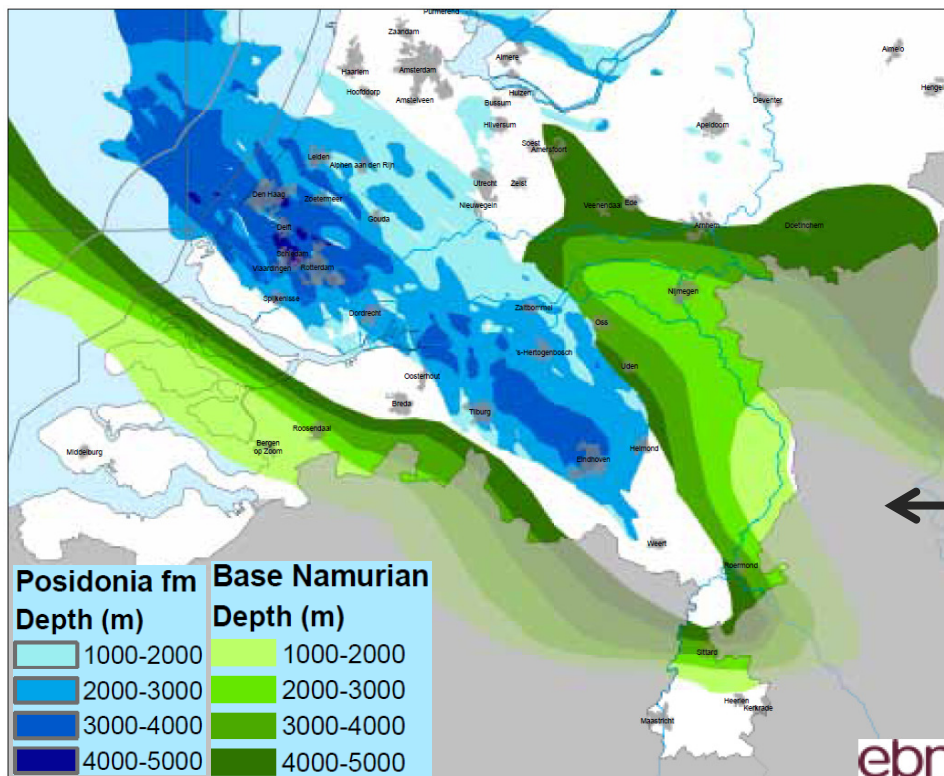 Purmerend
Zaandam
Haarlem
Amsterdam
Almere
Almelo
Hoofddorp
Huizen
Hengel
Amstelveen
Bussum
Deventer
Hilversum
Apeldoorn
Soest
Amersfoort
Leiden
Alphen aan den Rijn
Utrecht
Zeist
Den Haag
Zoetermeer
Nieuwegein
Veenendaal
Ede
Gouda
Delft
Arnhem
Doetinchem
Schiedam
Vlaardingen
Rotterdam
Nijmegen
Spijkenisse
Zaltbommel
Dordrecht
Oss
's-Hertogenbosch
Uden
Oosterhout
Breda
Tilburg
Roosendaal
Bergen
op Zoom
Middelburg
Helmond
Eindhoven
Weert
Roermond
Sittard
Heerlen
Kerkrade
Maastricht
Posidonia fm
Depth (m)
1000-2000
2000-3000
3000-4000
4000-5000
Base Namurian
Depth (m)
1000-2000
2000-3000
3000-4000
4000-5000
ebn